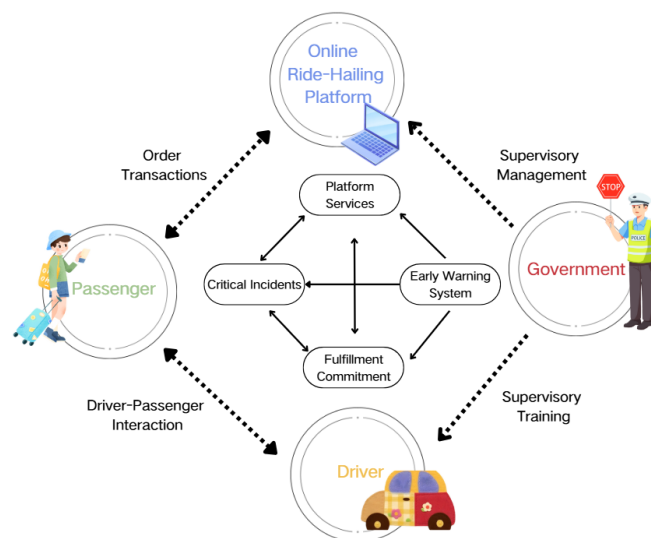 Online
Ride-Hailing
Platform
Order
Transactions
Supervisory
Management
STOP
POLICE
Platform
Services
Passenger
Critical Incidents
Early Warning
System
Government
Fulfillment
Commitment
Driver-Passenger
Interaction
Supervisory
Training
Driver